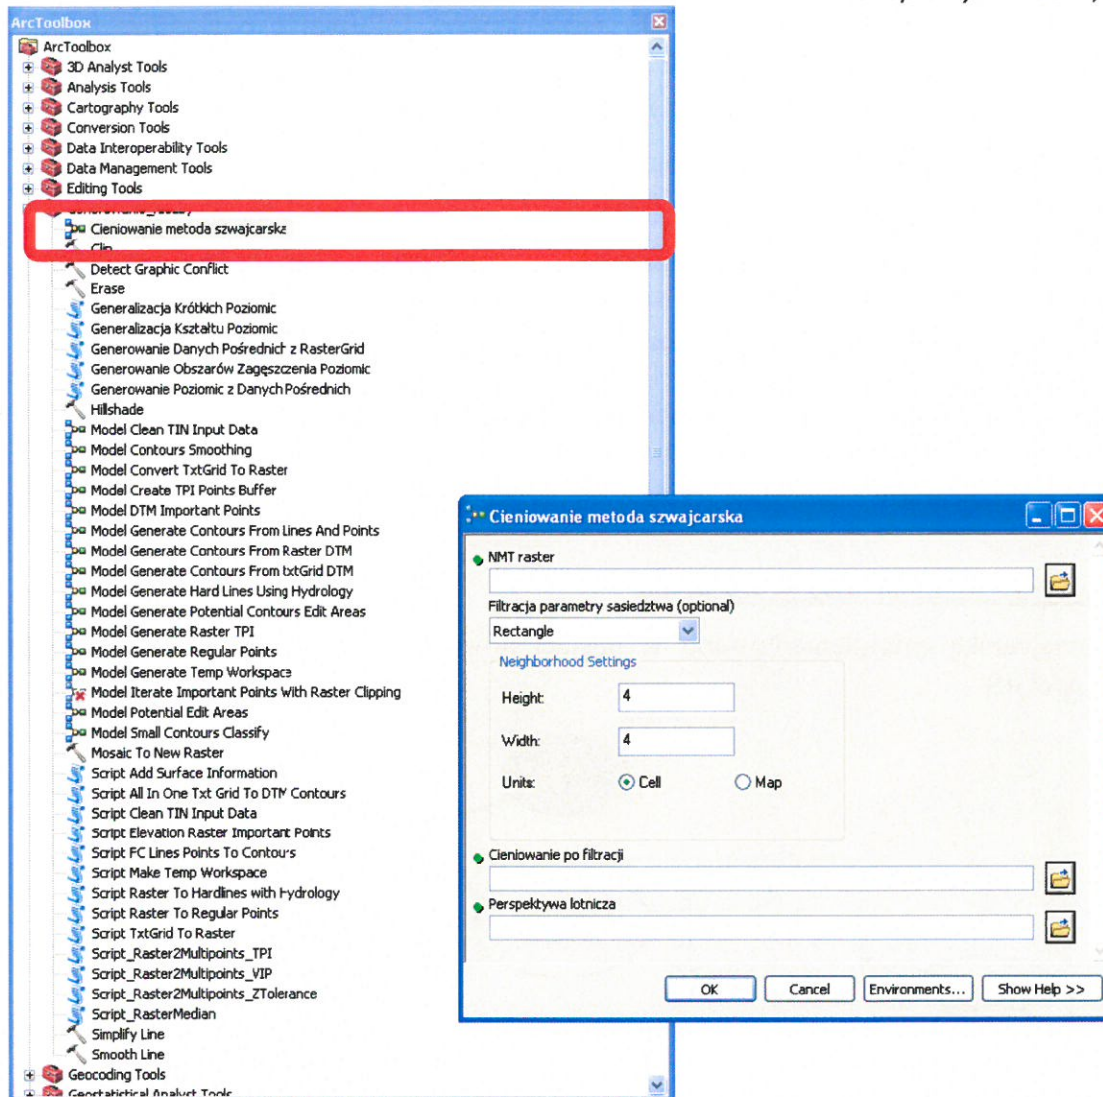 ArcToolbox
ArcToolbox
3D Analyst Tools
Analysis Tools
Cartography Tools
Conversion Tools
Data Interoperability Tools
Data Management Tools
Editing Tools
Cieniowanie metoda szwajcarska
Clip
Detect Graphic Conflict
Erase
Generalizacja Krótkich Poziomic
Generalizacja Kształtu Poziomic
Generowanie Danych Pośrednich z RasterGrid
Generowanie Obszarów Zagęszczenia Poziomic
Generowanie Poziomic z Danych Pośrednich
Hillshade
Model Clean TIN Input Data
Model Contours Smoothing
Model Convert TxtGrid To Raster
Model Create TPI Points Buffer
Model DTM Important Points
Model Generate Contours From Lines And Points
Model Generate Contours From Raster DTM
Model Generate Contours From txtGrid DTM
Model Generate Hard Lines Using Hydrology
Model Generate Potential Contours Edit Areas
Model Generate Raster TPI
Model Generate Regular Points
Model Generate Temp Workspace
Model Iterate Important Points With Raster Clipping
Model Potential Edit Areas
Model Small Contours Classify
Mosaic To New Raster
Script Add Surface Information
Script All In One Txt Grid To DTM Contours
Script Clean TIN Input Data
Script Elevation Raster Important Points
Script FC Lines Points To Contours
Script Make Temp Workspace
Script Raster To Hardlines with Hydrology
Script Raster To Regular Points
Script TxtGrid To Raster
Script_Raster2Multipoints_TPI
Script_Raster2Multipoints_VIP
Script_Raster2Multipoints_ZTolerance
Script_RasterMedian
Simplify Line
Smooth Line
Geocoding Tools
Geostatistical Analyst Tools
Cieniowanie metoda szwajcarska
NMT raster
Filtracja parametry sasiedztwa (optional)
Rectangle
Neighborhood Settings
Height: 4
Width: 4
Units: Cell Map
Cieniowanie po filtracji
Perspektywa lotnicza
OK Cancel Environments... Show Help >>